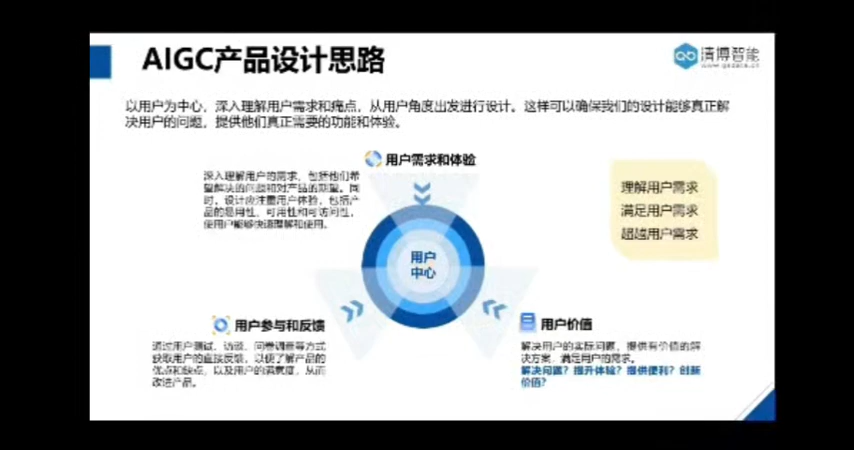 AIGC产品设计思路
清博智能
以用户为中心，深入理解用户需求和痛点，从用户角度出发进行设计。这样可以确保我们的设计能够真正解
决用户的问题，提供他们真正需要的功能和体验。
用户需求和体验
深入理解用户的需求，包括他们希
望解决的问题和对产品的期望。同
时，设计应注重用户体验，包括产
品的易用性，可用性和可访问性，
使用户能够快速理解和使用。
理解用户需求
满足用户需求
超越用户需求
用户
中心
用户参与和反馈
通过用户测试、访谈、问卷调查等方式
获取用户的直接反馈，以便了解产品的
优点和缺点，以及用户的满意度，从而
改进产品。
用户价值
解决用户的实际问题，提供有价值的解
决方案，满足用户的需求。
解决问题？提升体验？提供便利？创新
价值？